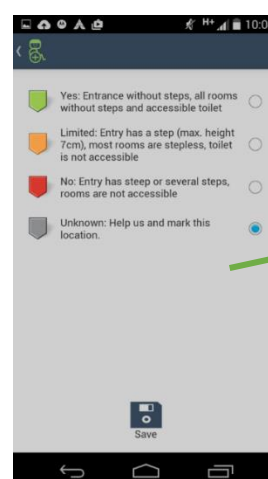 H+ 10:0
Yes: Entrance without steps, all rooms
without steps and accessible toilet
Limited: Entry has a step (max. height
7cm), most rooms are stepless, toilet
is not accessible
No: Entry has steep or several steps,
rooms are not accessible
Unknown: Help us and mark this
location.
Save